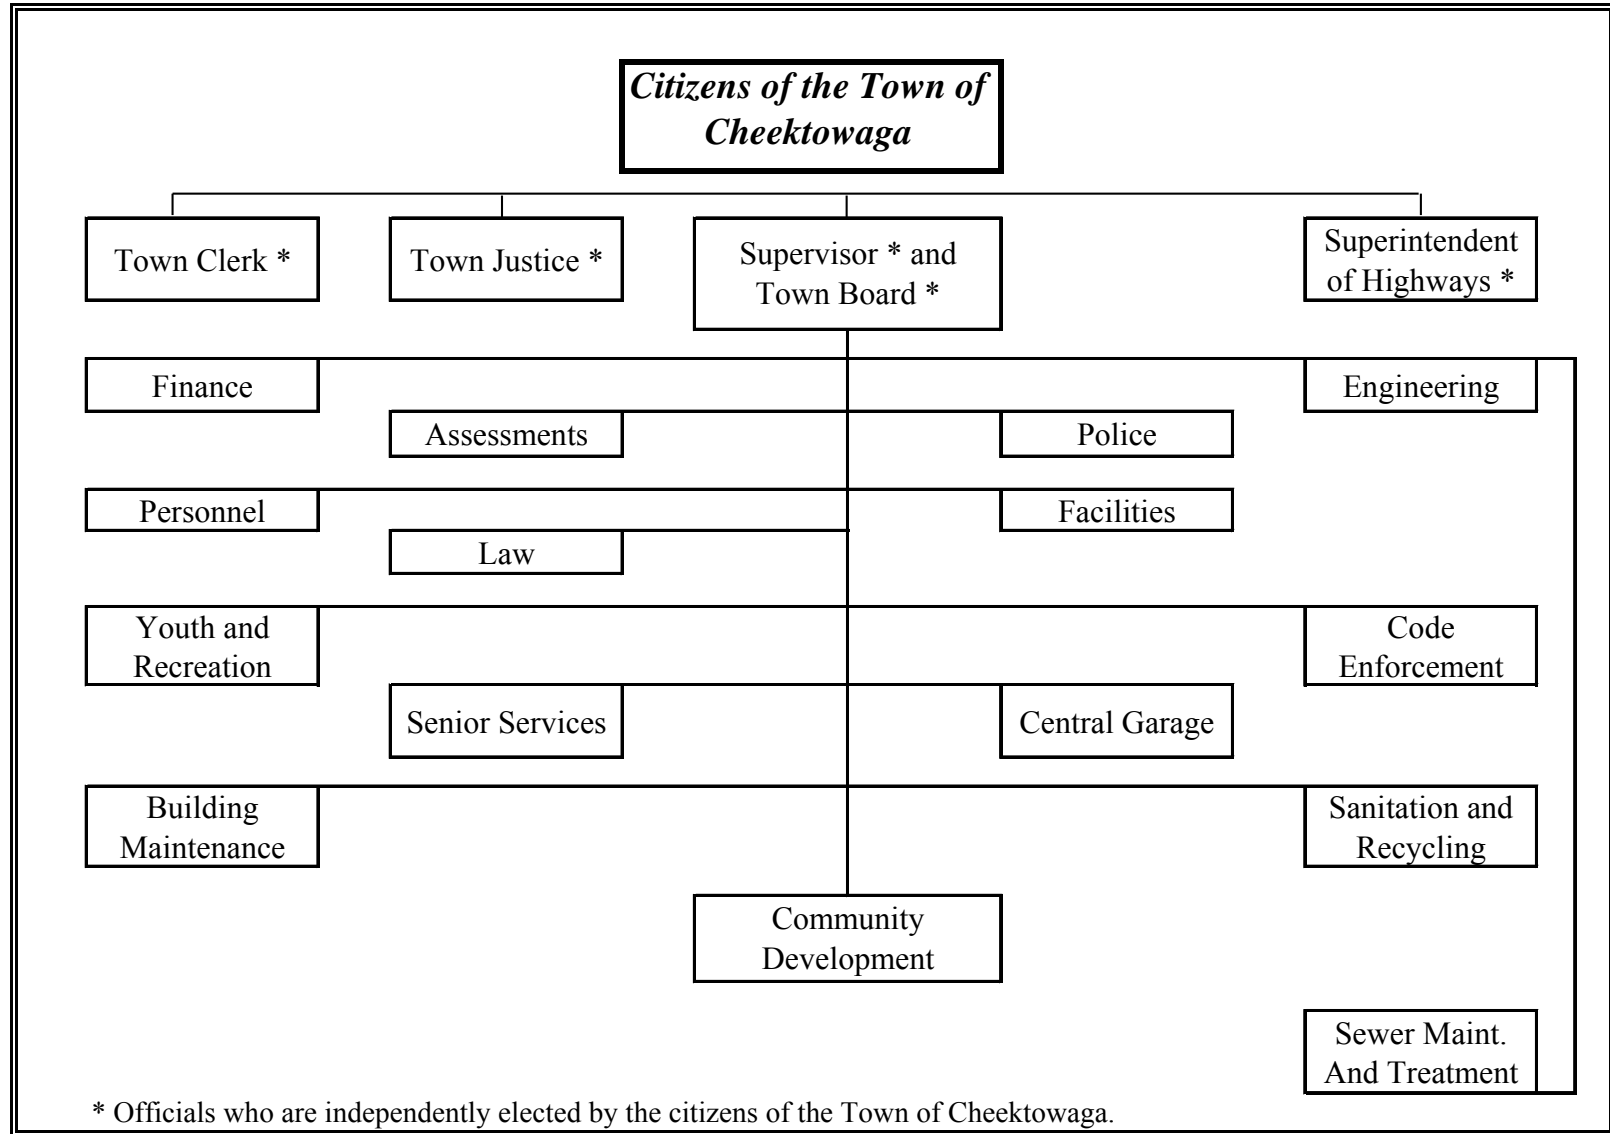 Citizens of the Town of
Cheektowaga
Town Clerk *
Town Justice *
Supervisor * and
Town Board *
Superintendent
of Highways *
Finance
Engineering
Assessments
Police
Personnel
Facilities
Law
Youth and
Recreation
Code
Enforcement
Senior Services
Central Garage
Building
Maintenance
Sanitation and
Recycling
Community
Development
Sewer Maint.
And Treatment
* Officials who are independently elected by the citizens of the Town of Cheektowaga.